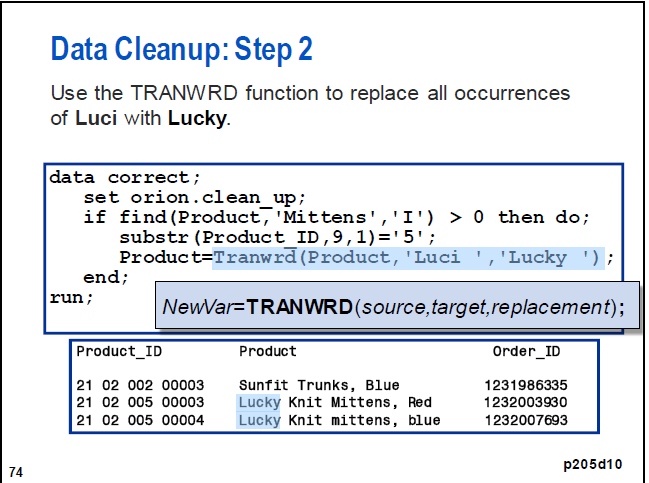 Data Cleanup: Step 2
Use the TRANWRD function to replace all occurrences
of Luci with Lucky.
data correct;
set orion.clean_up;
if find(Product,'Mittens','I') > 0 then do;
substr(Product_ID,9,1)='5';
Product=Tranwrd(Product,'Luci ','Lucky ');
end;
run;
NewVar=TRANWRD(source,target,replacement);
Product_ID Product Order_ID
21 02 002 00003 Sunfit Trunks, Blue 1231986335
21 02 005 00003 Lucky Knit Mittens, Red 1232003930
21 02 005 00004 Lucky Knit mittens, blue 1232007693
p205d10
74